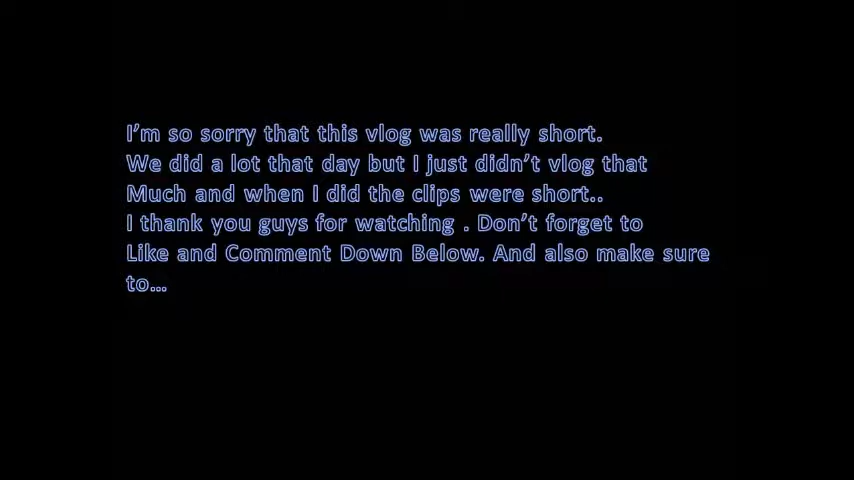 I’m so sorry that this vlog was really short.
We did a lot that day but I just didn’t vlog that
Much and when I did the clips were short..
I thank you guys for watching . Don’t forget to
Like and Comment Down Below. And also make sure
to...